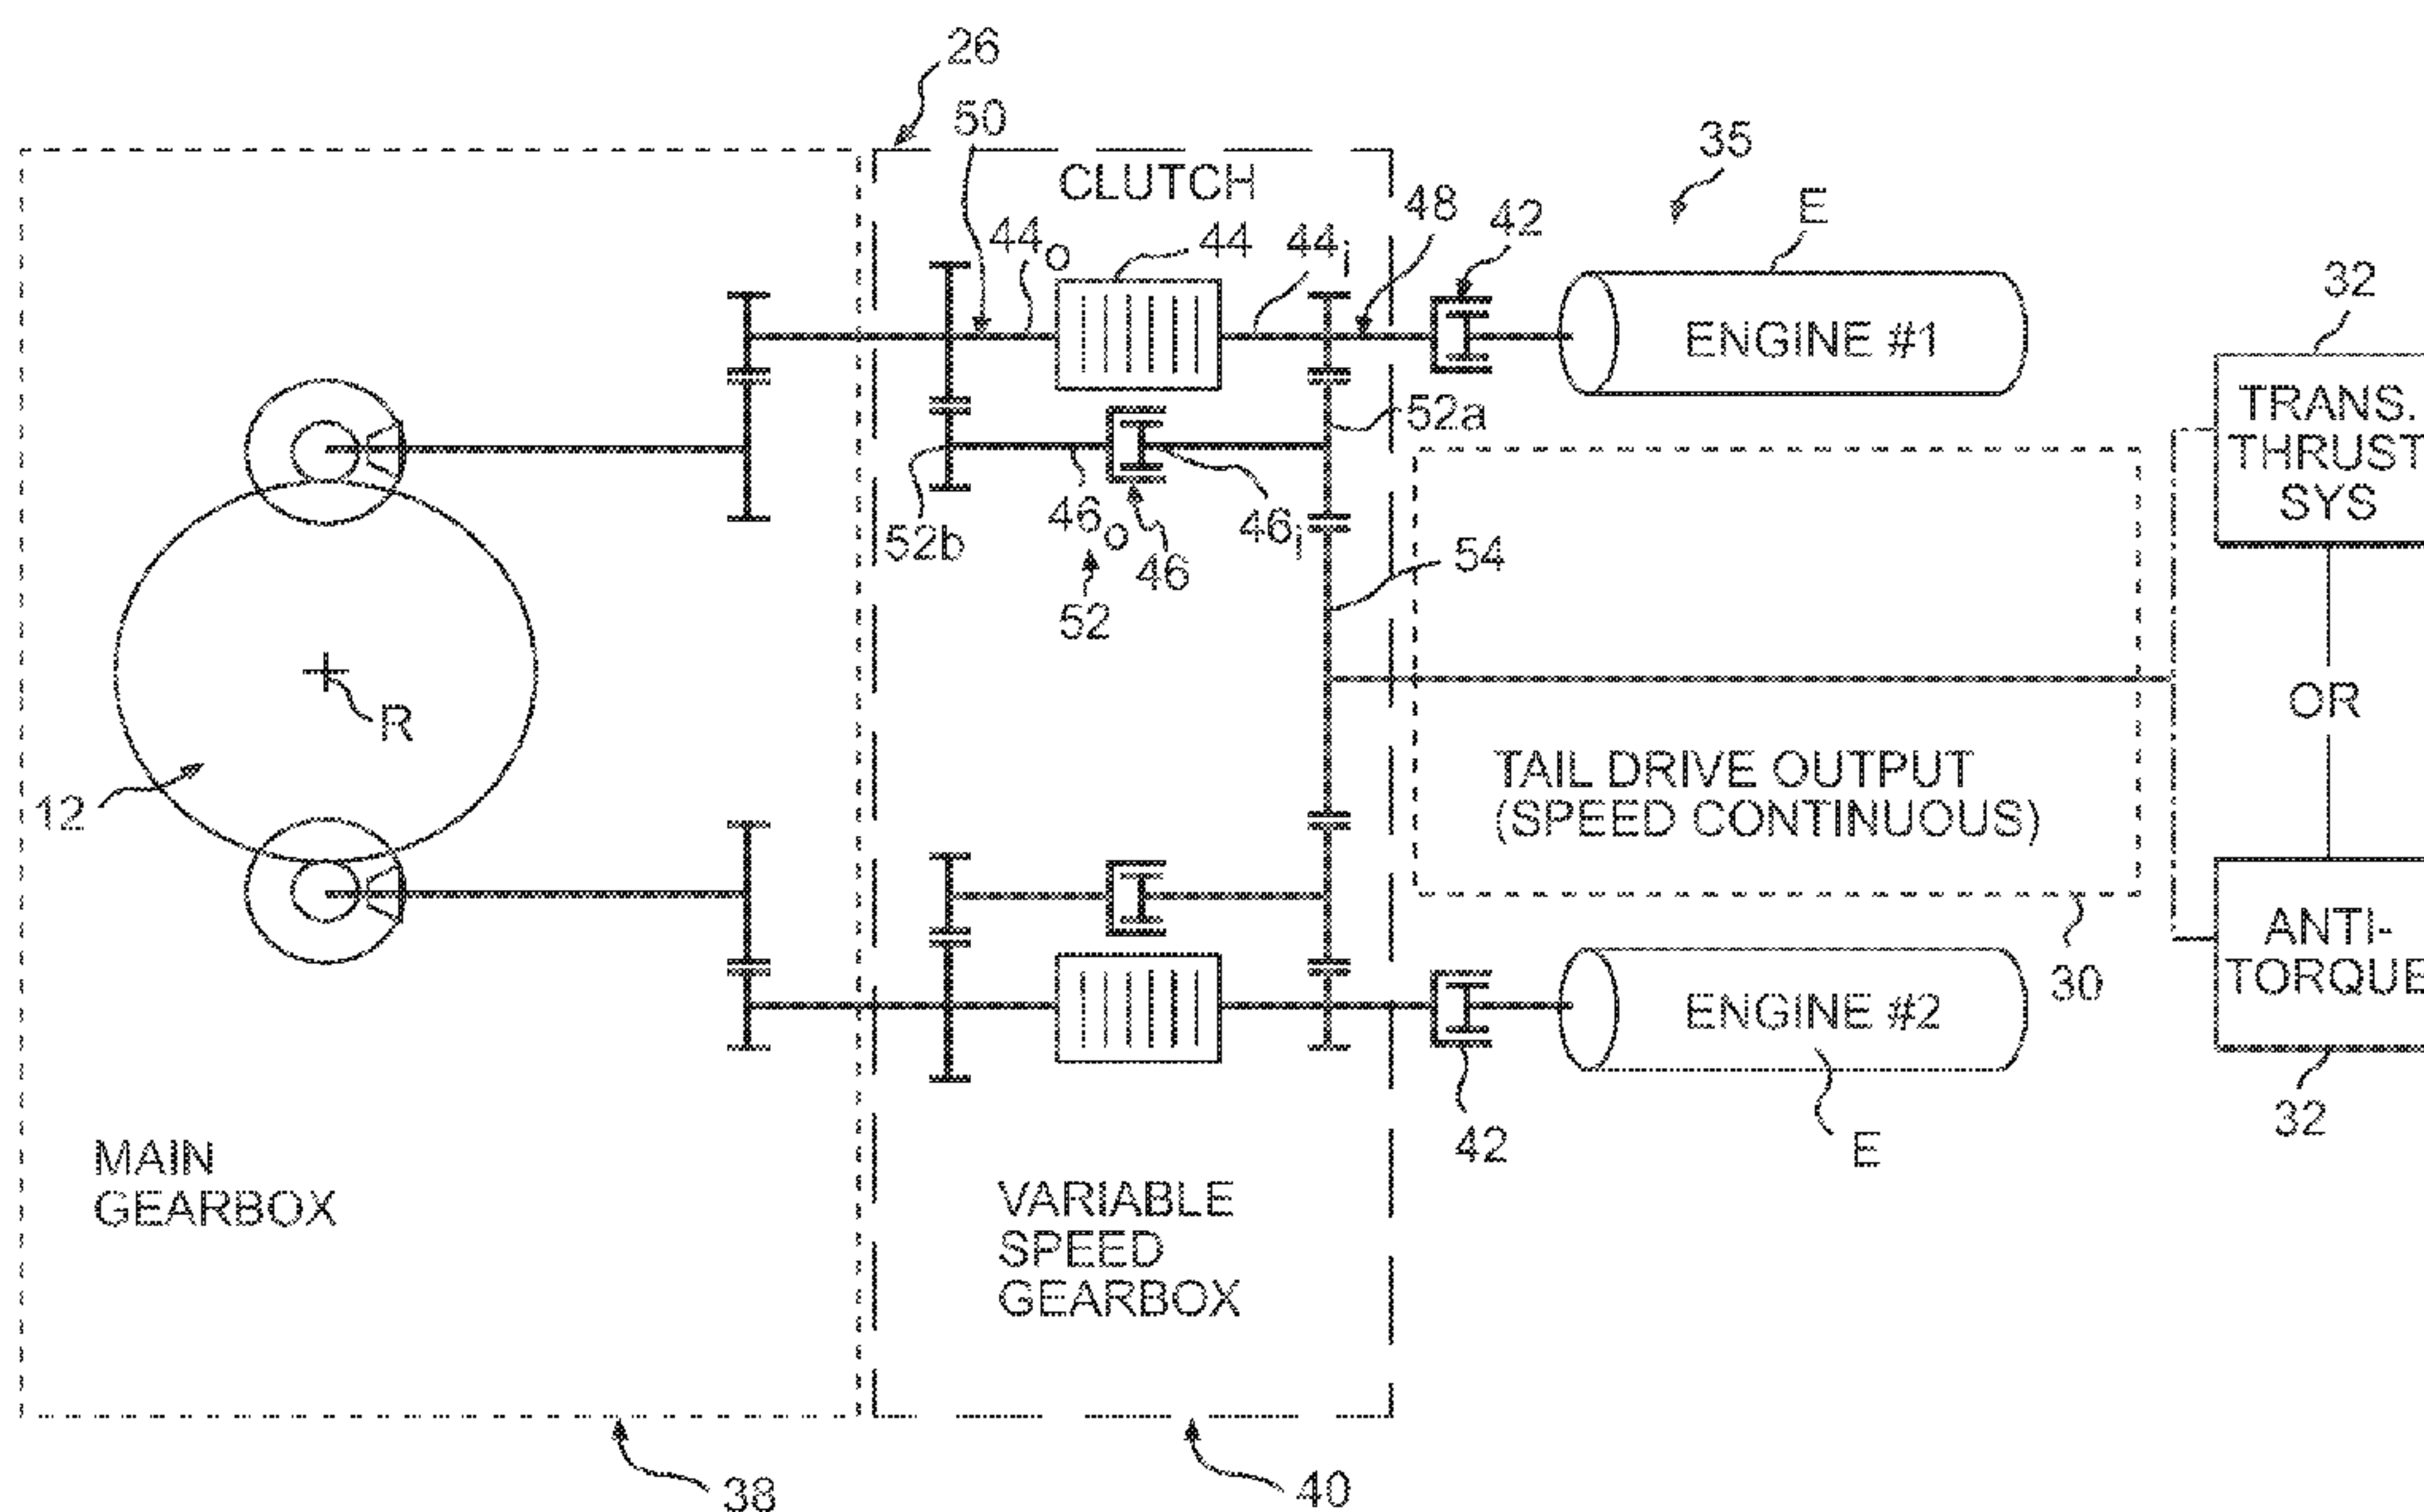 26
50
35
CLUTCH
E
44o
44
44i
48
42
32
ENGINE #1
TRANS.
THRUST
SYS
52a
52b
46o
46
46i
54
52
R
OR
12
TAIL DRIVE OUTPUT
(SPEED CONTINUOUS)
ANTI-
TORQUE
30
ENGINE #2
32
42
E
MAIN
GEARBOX
VARIABLE
SPEED
GEARBOX
38
40